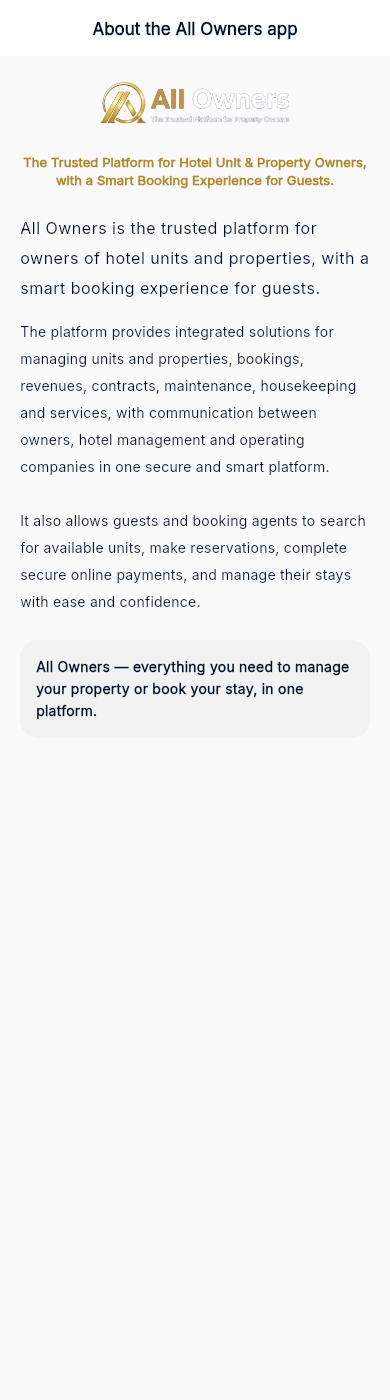 About the All Owners app
All Owners
The Trusted Platform for Property Owners
The Trusted Platform for Hotel Unit & Property Owners,
with a Smart Booking Experience for Guests.
All Owners is the trusted platform for
owners of hotel units and properties, with a
smart booking experience for guests.
The platform provides integrated solutions for
managing units and properties, bookings,
revenues, contracts, maintenance, housekeeping
and services, with communication between
owners, hotel management and operating
companies in one secure and smart platform.
It also allows guests and booking agents to search
for available units, make reservations, complete
secure online payments, and manage their stays
with ease and confidence.
All Owners — everything you need to manage
your property or book your stay, in one
platform.